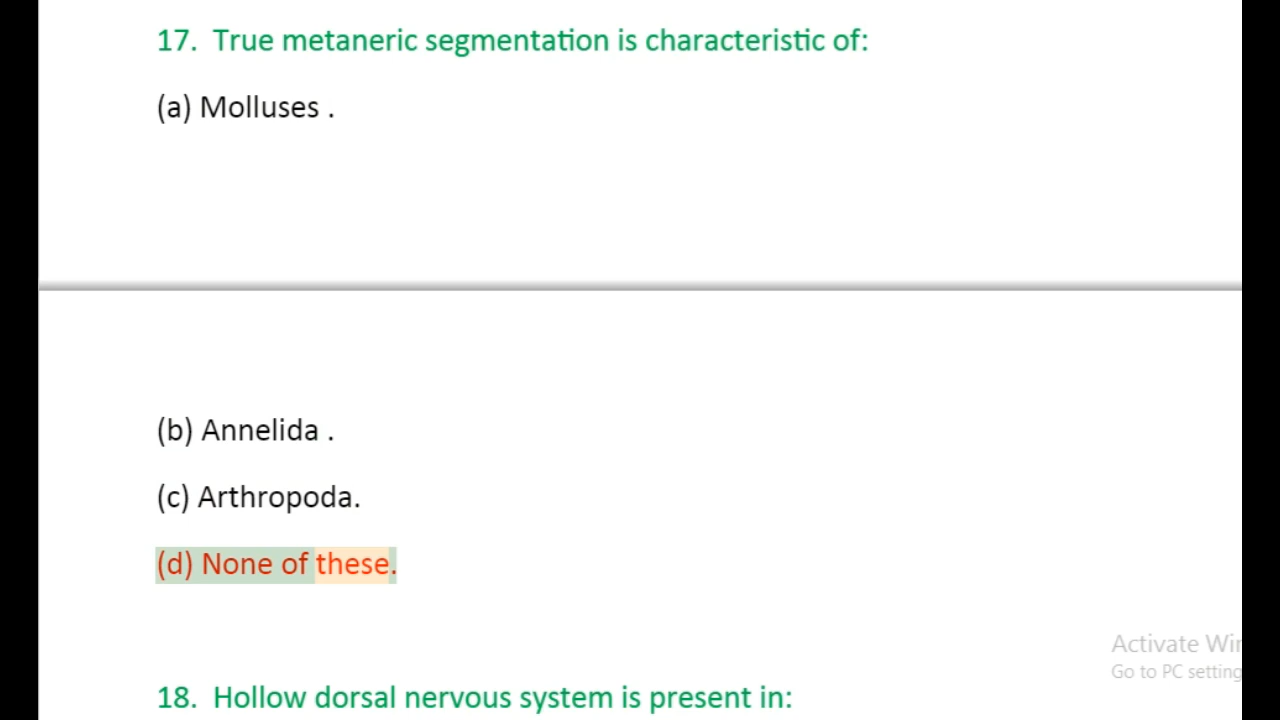 17. True metaneric segmentation is characteristic of:
(a) Molluses .
(b) Annelida .
(c) Arthropoda.
(d) None of these.
Activate Wir
Go to PC setting
18. Hollow dorsal nervous system is present in: